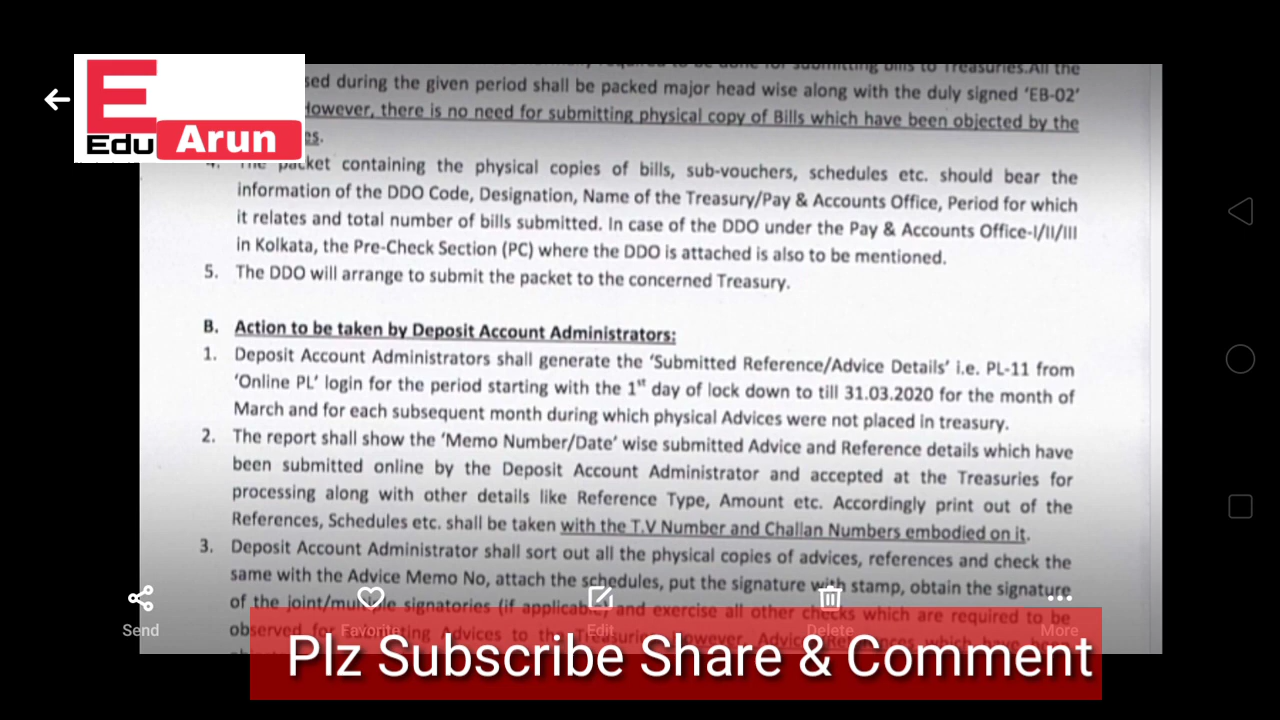 E
Edu Arun
submitting bills to Treasuries.All the
sed during the given period shall be packed major head wise along with the duly signed ‘EB-02’
However, there is no need for submitting physical copy of Bills which have been objected by the
es.
4. The packet containing the physical copies of bills, sub-vouchers, schedules etc. should bear the
information of the DDO Code, Designation, Name of the Treasury/Pay & Accounts Office, Period for which
it relates and total number of bills submitted. In case of the DDO under the Pay & Accounts Office-I/II/III
in Kolkata, the Pre-Check Section (PC) where the DDO is attached is also to be mentioned.
5. The DDO will arrange to submit the packet to the concerned Treasury.
B. Action to be taken by Deposit Account Administrators:
1. Deposit Account Administrators shall generate the ‘Submitted Reference/Advice Details’ i.e. PL-11 from
‘Online PL’ login for the period starting with the 1st day of lock down to till 31.03.2020 for the month of
March and for each subsequent month during which physical Advices were not placed in treasury.
2. The report shall show the ‘Memo Number/Date’ wise submitted Advice and Reference details which have
been submitted online by the Deposit Account Administrator and accepted at the Treasuries for
processing along with other details like Reference Type, Amount etc. Accordingly print out of the
References, Schedules etc. shall be taken with the T.V Number and Challan Numbers embodied on it.
3. Deposit Account Administrator shall sort out all the physical copies of advices, references and check the
same with the Advice Memo No, attach the schedules, put the signature with stamp, obtain the signature
of the joint/multiple signatories (if applicable) and exercise all other checks which are required to be
observed for Advices to the However,
Send
Favorite
Edit
Delete
More
Plz Subscribe Share & Comment